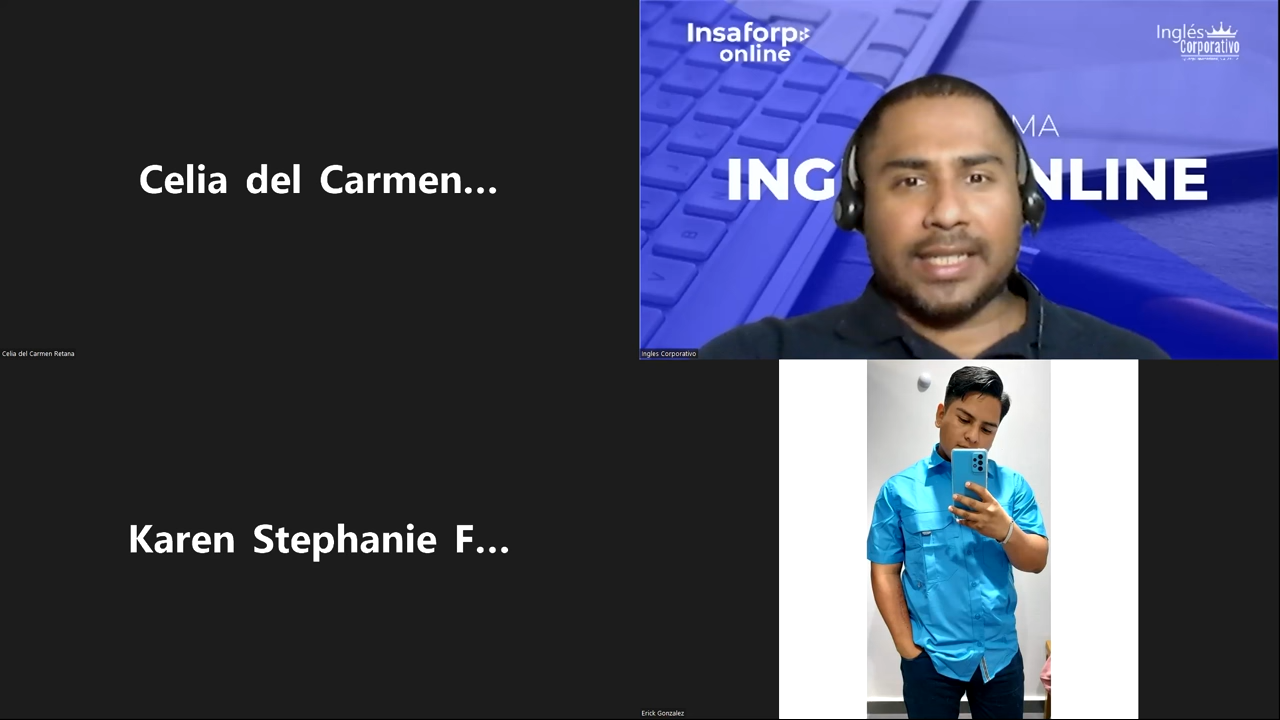 Celia del Carmen...
Celia del Carmen Retana
Insaforp
online
Inglés
Corporativo
MA
ING NLINE
Ingles Corporativo
Karen Stephanie F...
Erick Gonzalez